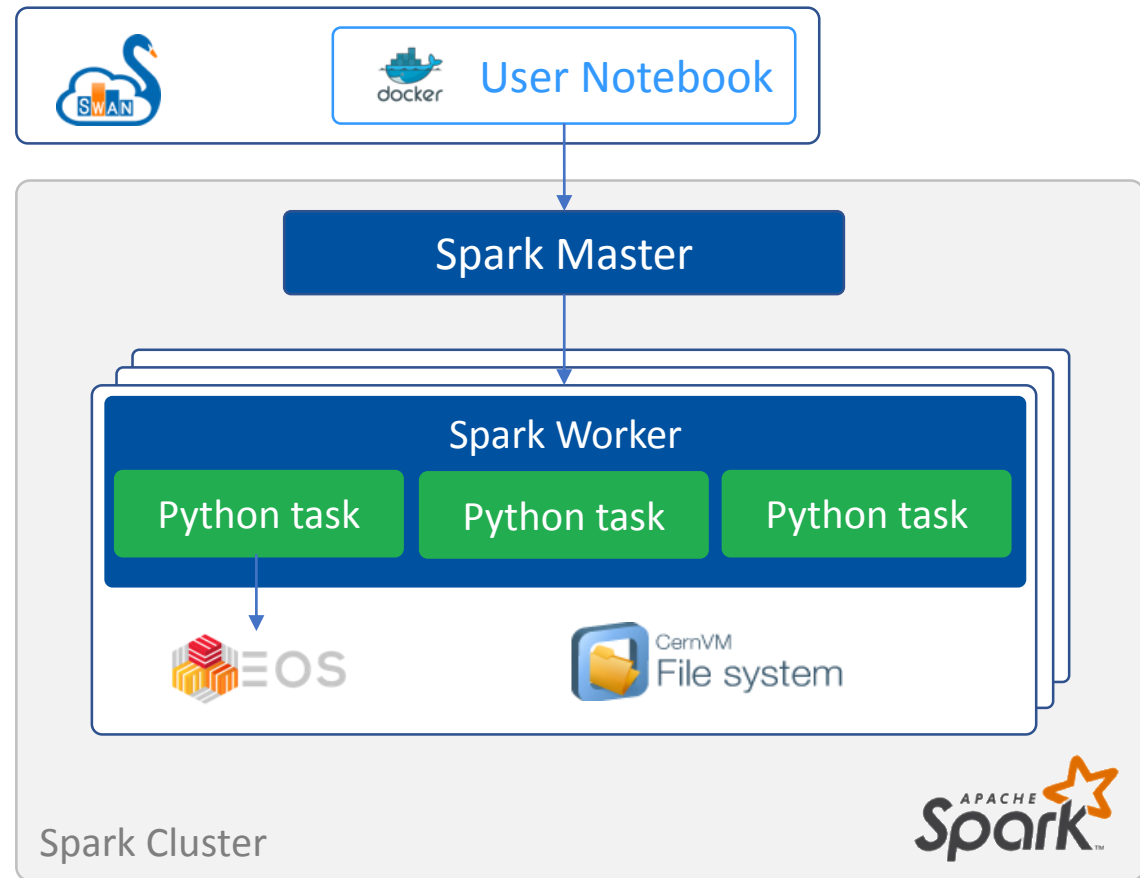 SWAN
docker
User Notebook
Spark Master
Spark Worker
Python task
Python task
Python task
EOS
CernVM
File system
Spark Cluster
APACHE
Spark™